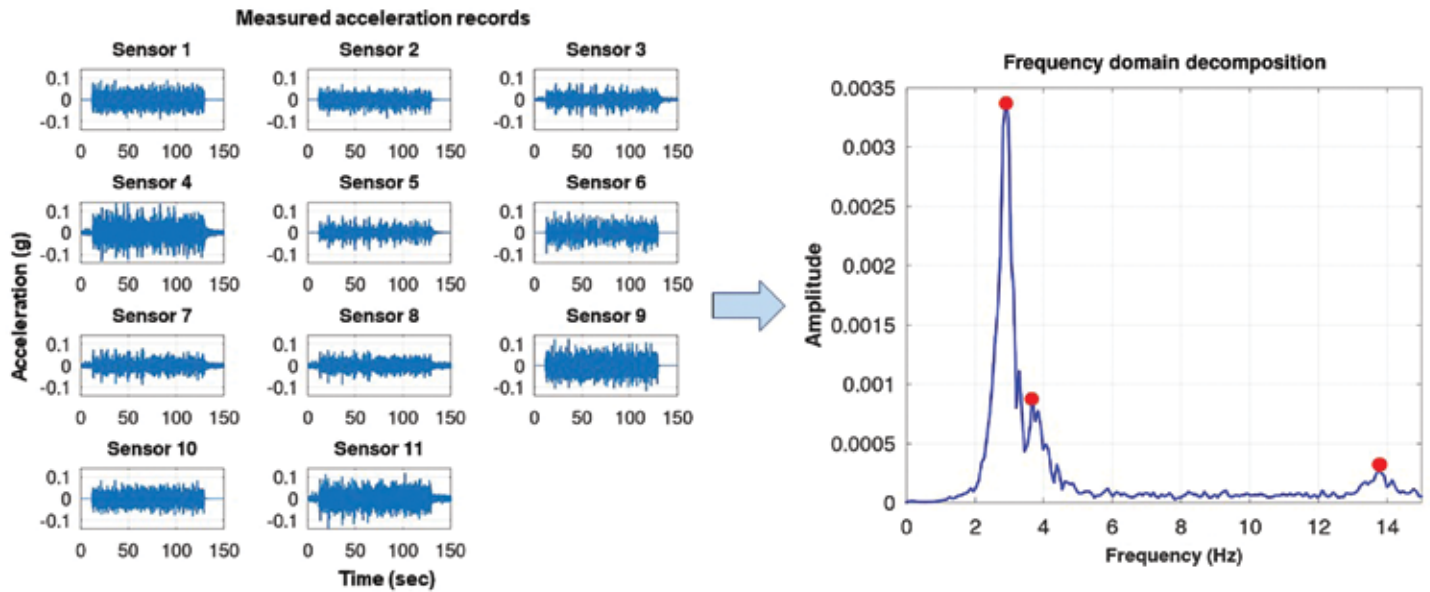 Measured acceleration records
Sensor 1 Sensor 2 Sensor 3
0.1 0.1 0.1
0 0 0
-0.1 -0.1 -0.1
0 50 100 150 0 50 100 150 0 50 100 150
Sensor 4 Sensor 5 Sensor 6
0.1 0.1 0.1
0 0 0
-0.1 -0.1 -0.1
0 50 100 150 0 50 100 150 0 50 100 150
Sensor 7 Sensor 8 Sensor 9
0.1 0.1 0.1
0 0 0
-0.1 -0.1 -0.1
0 50 100 150 0 50 100 150 0 50 100 150
Sensor 10 Sensor 11
0.1 0.1
0 0
-0.1 -0.1
0 50 100 150 0 50 100 150
Acceleration (g)
Time (sec)
Frequency domain decomposition
0.0035
0.003
0.0025
0.002
0.0015
0.001
0.0005
0
Amplitude
0 2 4 6 8 10 12 14
Frequency (Hz)